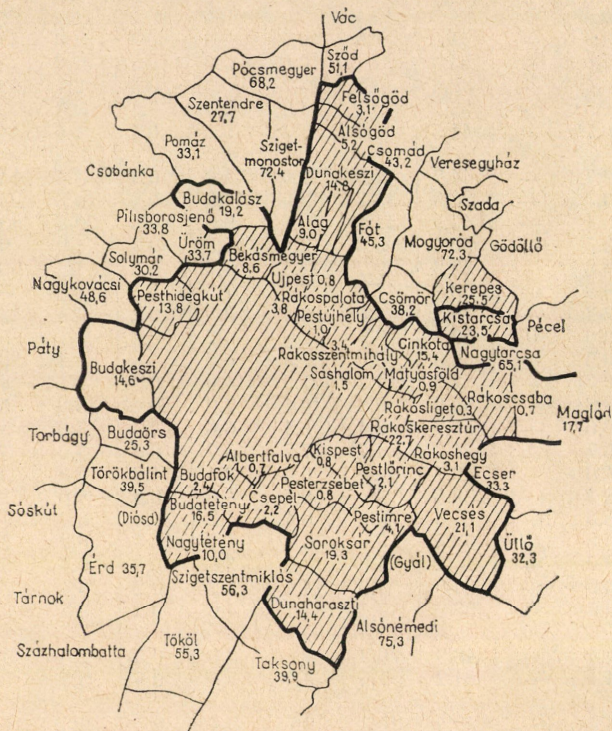 Vác
Sződ
51,1
Pócsmegyer
68,2
Szentendre
27,7
Felsőgöd
3,1
Alsógöd
5,2
Pomáz
33,1
Sziget-
monostor
72,4
Csomád
43,2
Veresegyház
Csobánka
Dunakeszi
14,8
Budakalász
19,2
Szada
Pilisborosjenő
33,8
Alag
9,0
Fót
45,3
Mogyoród
72,3
Gödöllő
Üröm
33,7
Solymár
30,2
Békásmegyer
8,6
Nagykovácsi
48,6
Pesthidegkút
13,8
Újpest 0,8
Rákospalota
3,8
Pestújhely
1,0
Csömör
38,2
Kerepes
25,5
Kistarcsa
23,5
Pécel
3,4
Rákosszentmihály
Cinkota
15,4
Nagytarcsa
65,1
Páty
Budakeszi
14,6
Sashalom
1,5
Mátyásföld
0,9
Rákosliget 0,3
Rákoscsaba
10,7
Maglód
17,7
Rákoskeresztúr
22,7
Torbágy
Budaörs
25,3
Törökbálint
39,5
Albertfalva
0,7
Kispest
0,8
Rákoshegy
3,1
Ecser
33,3
Budafok
2,4
Pesterzsébet
0,8
Pestlőrinc
2,1
Sóskút
(Diósd)
Budatétény
16,5
Csepel
2,2
Pestimre
4,1
Vecsés
21,1
Nagytétény
10,0
Soroksár
19,3
(Gyál)
Üllő
32,3
Érd 35,7
Szigetszentmiklós
56,3
Tárnok
Dunaharaszti
14,4
Alsónémedi
75,3
Százhalombatta
Tököl
55,3
Taksony
39,9